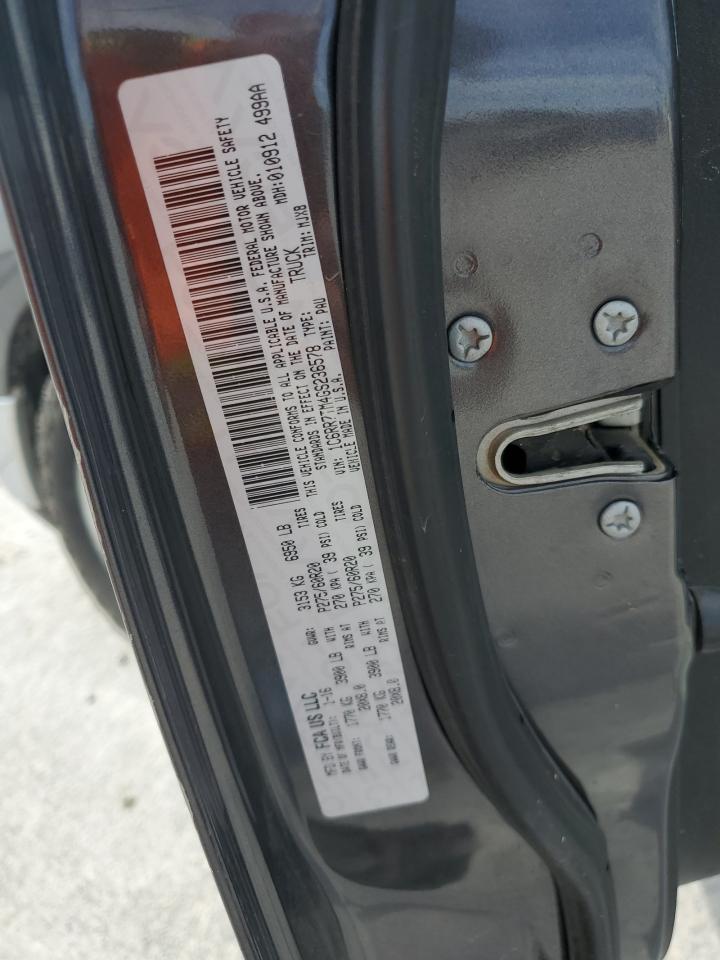 MFD BY FCA US LLC
DATE OF MFR(BUILT): 1-16 GVWR: 3153 KG 6950 LB
GAWR FRONT: 1770 KG 3900 LB WITH P275/60R20 TIRES
20X8.0 RIMS AT 270 KPA ( 39 PSI) COLD
GAWR REAR: 1770 KG 3900 LB WITH P275/60R20 TIRES
20X8.0 RIMS AT 270 KPA ( 39 PSI) COLD
THIS VEHICLE CONFORMS TO ALL APPLICABLE U.S.A. FEDERAL MOTOR VEHICLE SAFETY
STANDARDS IN EFFECT ON THE DATE OF MANUFACTURE SHOWN ABOVE.
VIN: 1C6RR7TM4GS236578 TYPE: TRUCK MDH:010912 499AA
VEHICLE MADE IN U.S.A. PAINT: PAU TRIM: MJX8